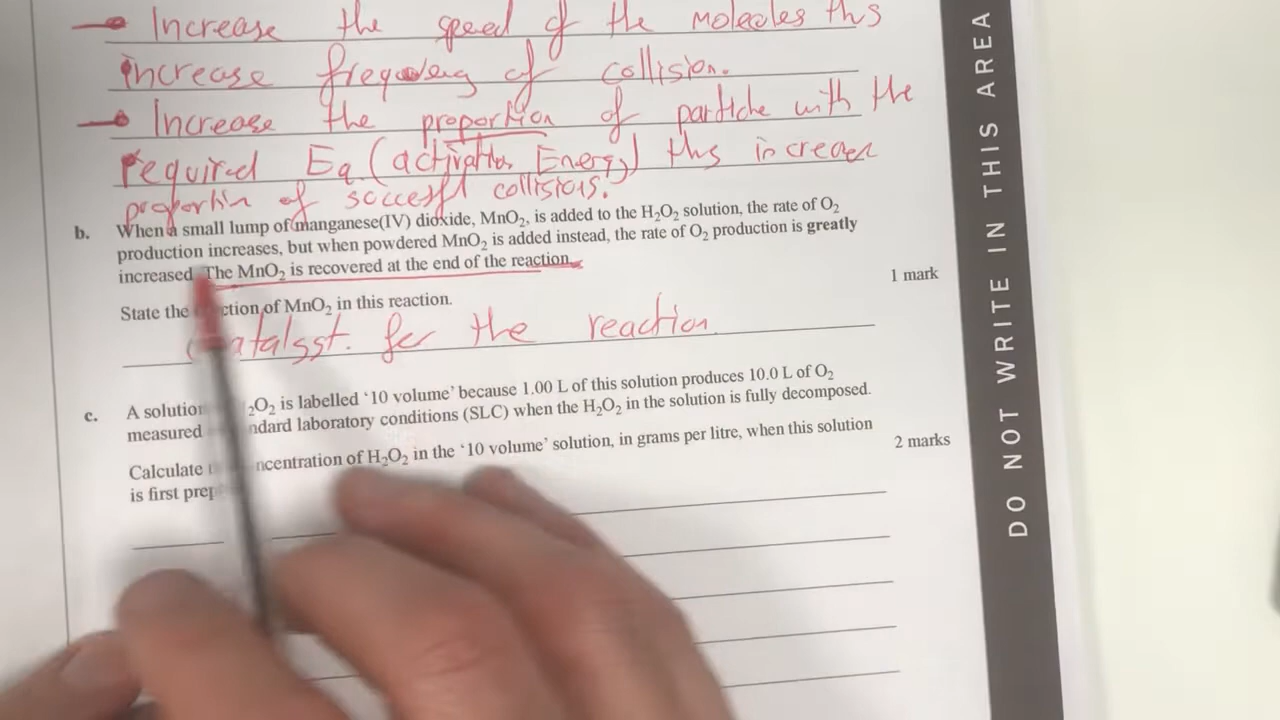 Increase the speed of the molecules this
increase frequency of collision.
Increase the proportion of particle with the
required Ea (activation Energy) this increases
proportion of successful collisions.
b. When a small lump of manganese(IV) dioxide, MnO₂, is added to the H₂O₂ solution, the rate of O₂
production increases, but when powdered MnO₂ is added instead, the rate of O₂ production is greatly
increased. The MnO₂ is recovered at the end of the reaction.
1 mark
State the of MnO₂ in this reaction.
for the reaction.
c. A solution ₂O₂ is labelled ‘10 volume’ because 1.00 L of this solution produces 10.0 L of O₂
measured ndard laboratory conditions (SLC) when the H₂O₂ in the solution is fully decomposed.
Calculate ncentration of H₂O₂ in the ‘10 volume’ solution, in grams per litre, when this solution
is first
2 marks
DO NOT WRITE IN THIS AREA